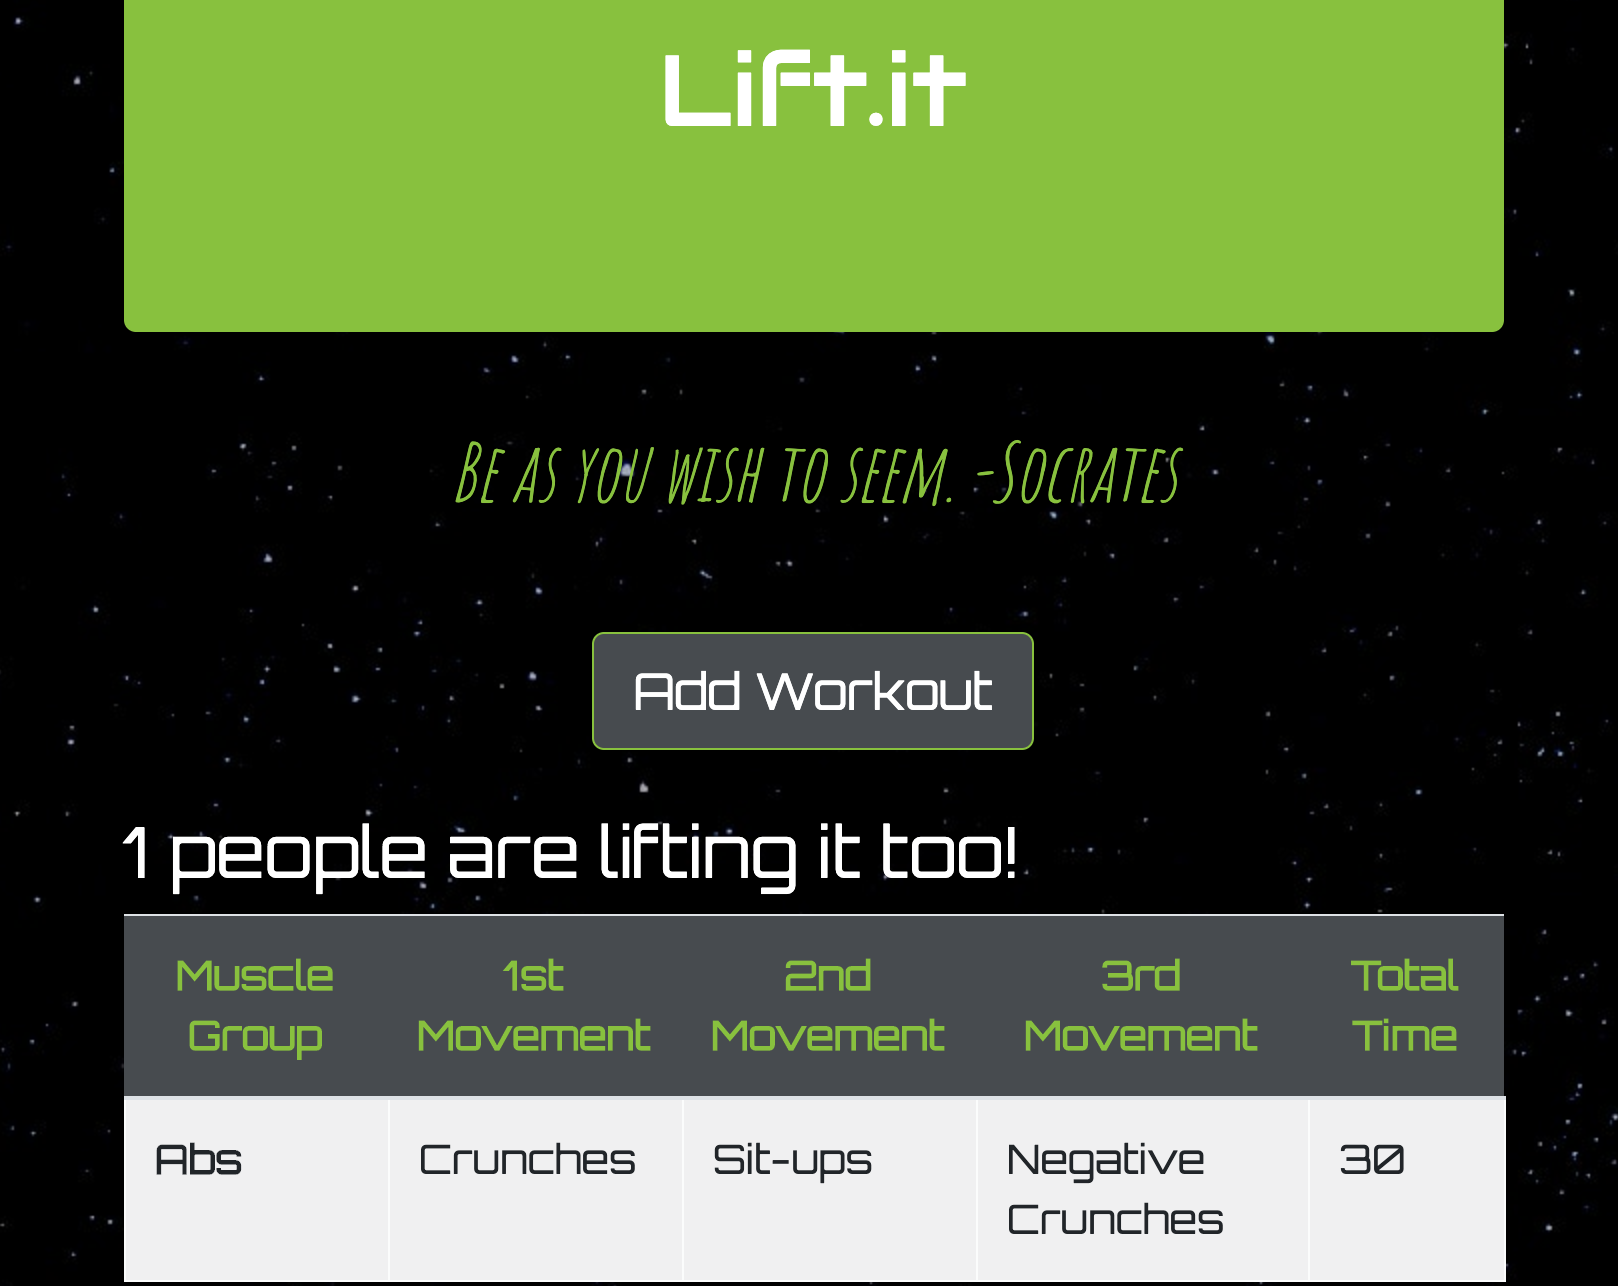 Lift.it
Be as you wish to seem. -Socrates
Add Workout
1 people are lifting it too!
Muscle Group
1st Movement
2nd Movement
3rd Movement
Total Time
Abs
Crunches
Sit-ups
Negative Crunches
30